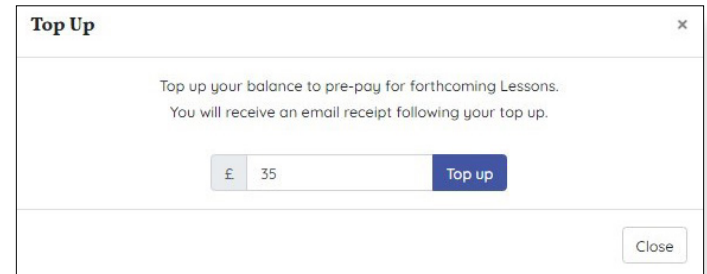 Top Up ×
Top up your balance to pre-pay for forthcoming Lessons.
You will receive an email receipt following your top up.
£ 35 Top up
Close